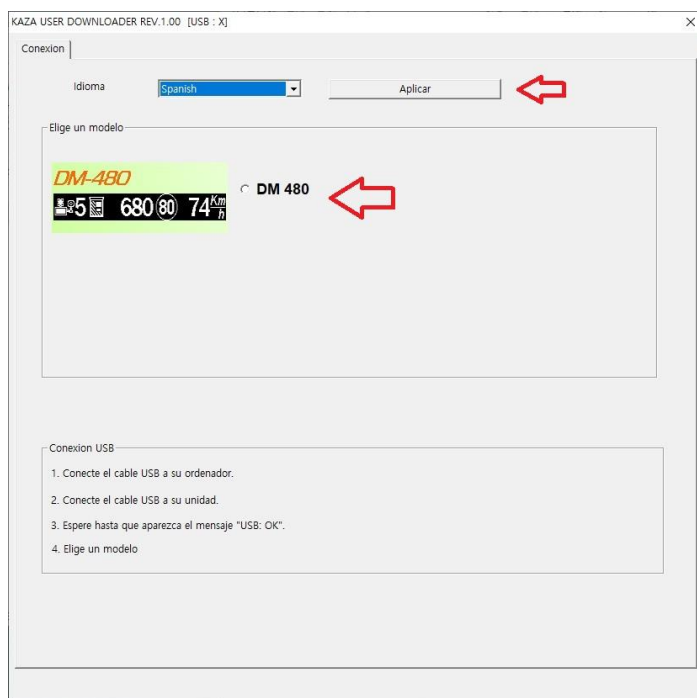 KAZA USER DOWNLOADER REV.1.00 [USB : X]
Conexion
Idioma Spanish Aplicar
Elige un modelo
DM-480
5 680 80 74 Km/h
DM 480
Conexion USB
1. Conecte el cable USB a su ordenador.
2. Conecte el cable USB a su unidad.
3. Espere hasta que aparezca el mensaje "USB: OK".
4. Elige un modelo